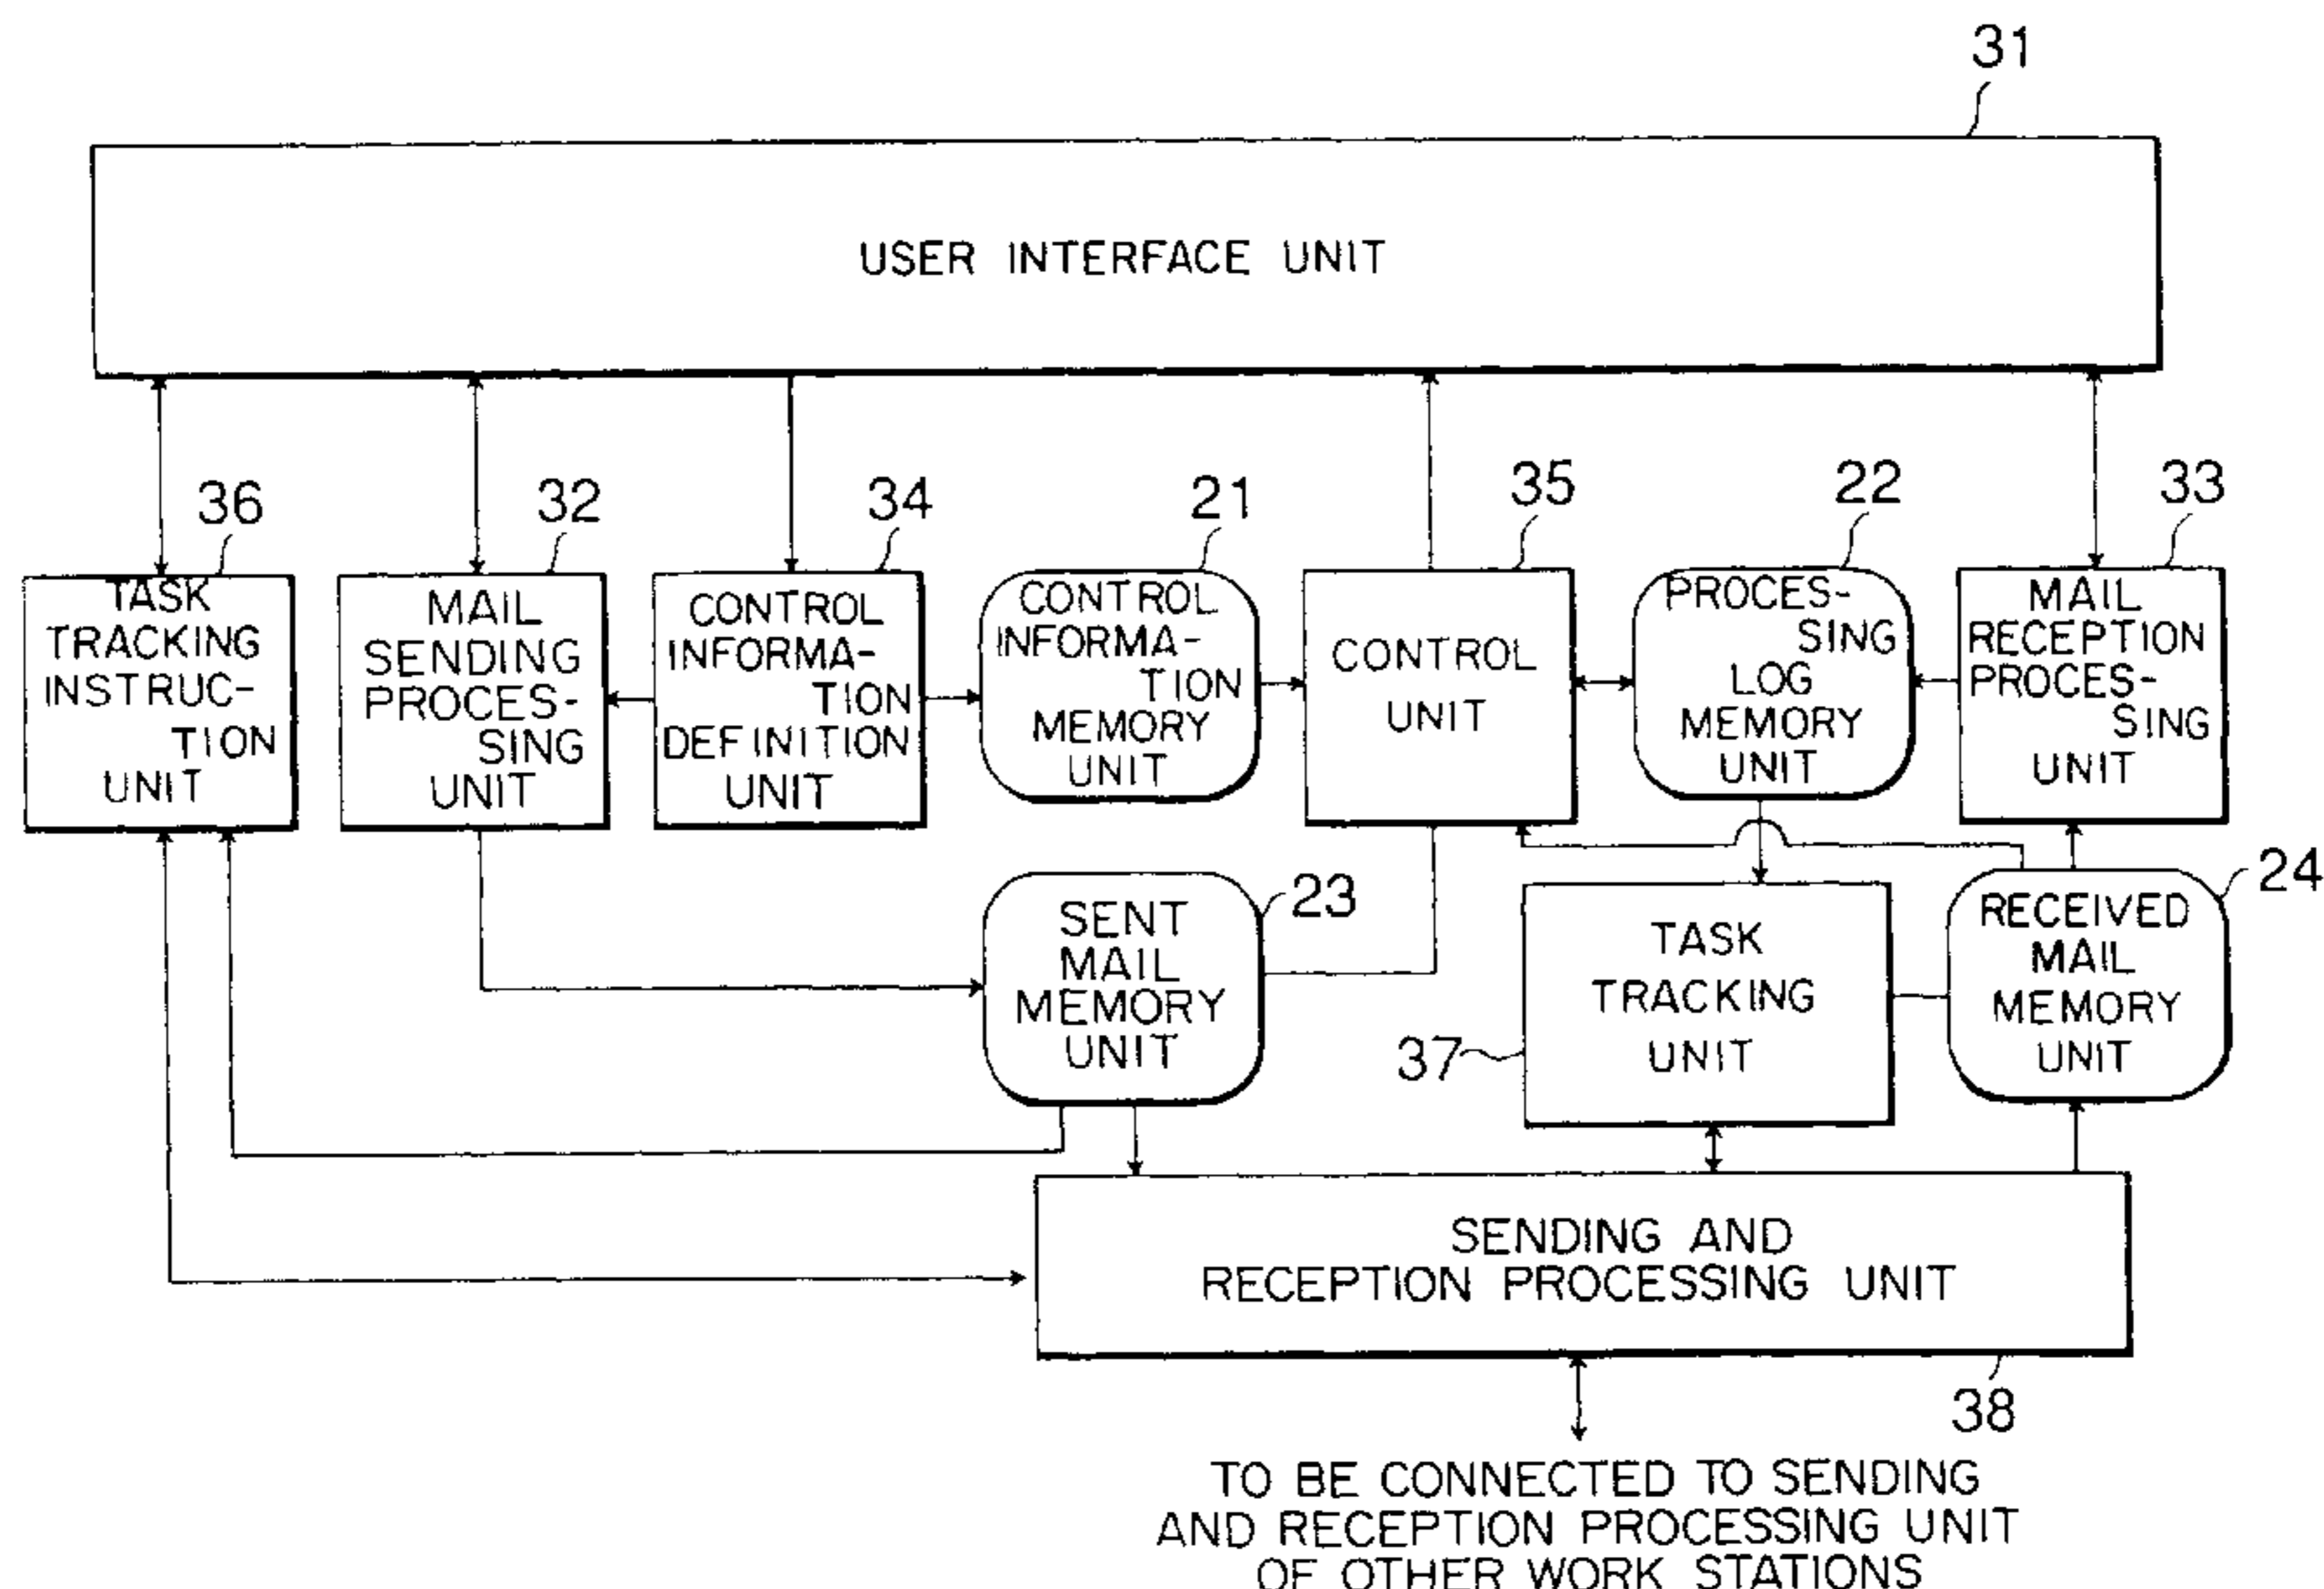 31
USER INTERFACE UNIT
36
32
34
21
35
22
33
TASK
TRACKING
INSTRUC-
TION
UNIT
MAIL
SENDING
PROCES-
SING
UNIT
CONTROL
INFORMA-
TION
DEFINITION
UNIT
CONTROL
INFORMA-
TION
MEMORY
UNIT
CONTROL
UNIT
PROCES-
SING
LOG
MEMORY
UNIT
MAIL
RECEPTION
PROCES-
SING
UNIT
SENT
MAIL
MEMORY
UNIT
23
TASK
TRACKING
UNIT
37
RECEIVED
MAIL
MEMORY
UNIT
24
SENDING AND
RECEPTION PROCESSING UNIT
38
TO BE CONNECTED TO SENDING
AND RECEPTION PROCESSING UNIT
OF OTHER WORK STATIONS